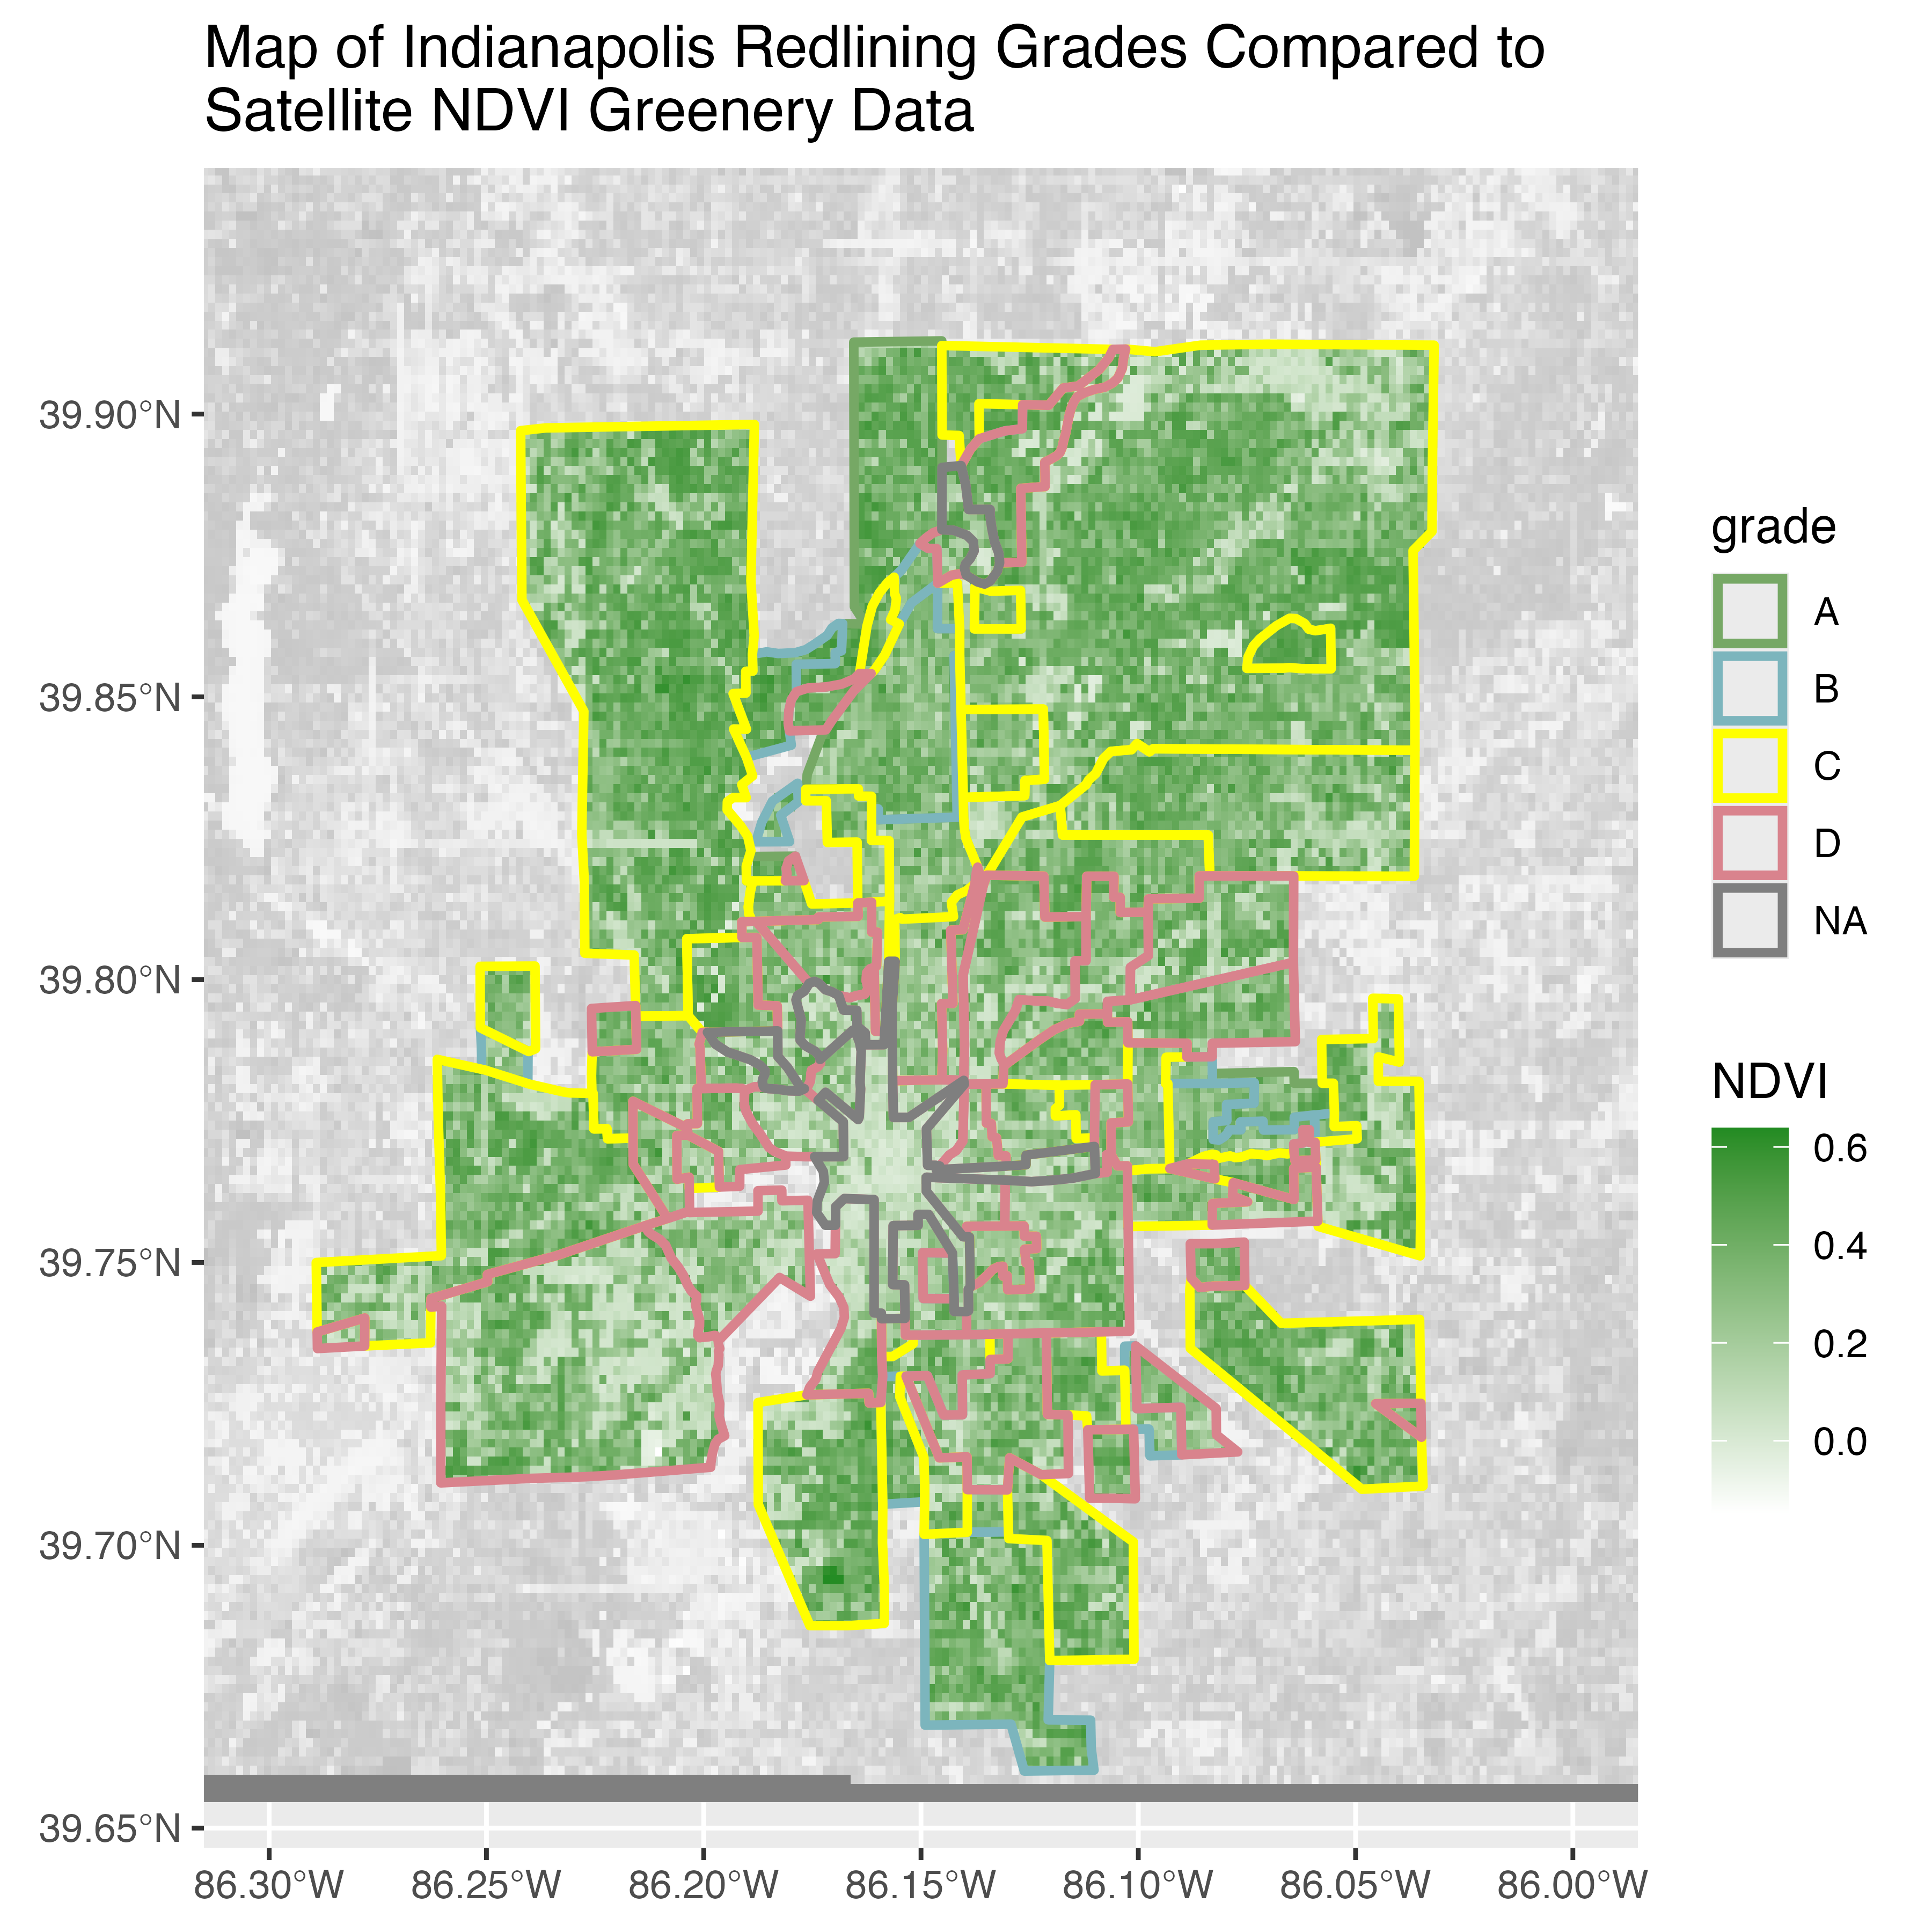 Map of Indianapolis Redlining Grades Compared to
Satellite NDVI Greenery Data
39.90°N
39.85°N
39.80°N
39.75°N
39.70°N
39.65°N
86.30°W
86.25°W
86.20°W
86.15°W
86.10°W
86.05°W
86.00°W
grade
A
B
C
D
NA
NDVI
0.6
0.4
0.2
0.0